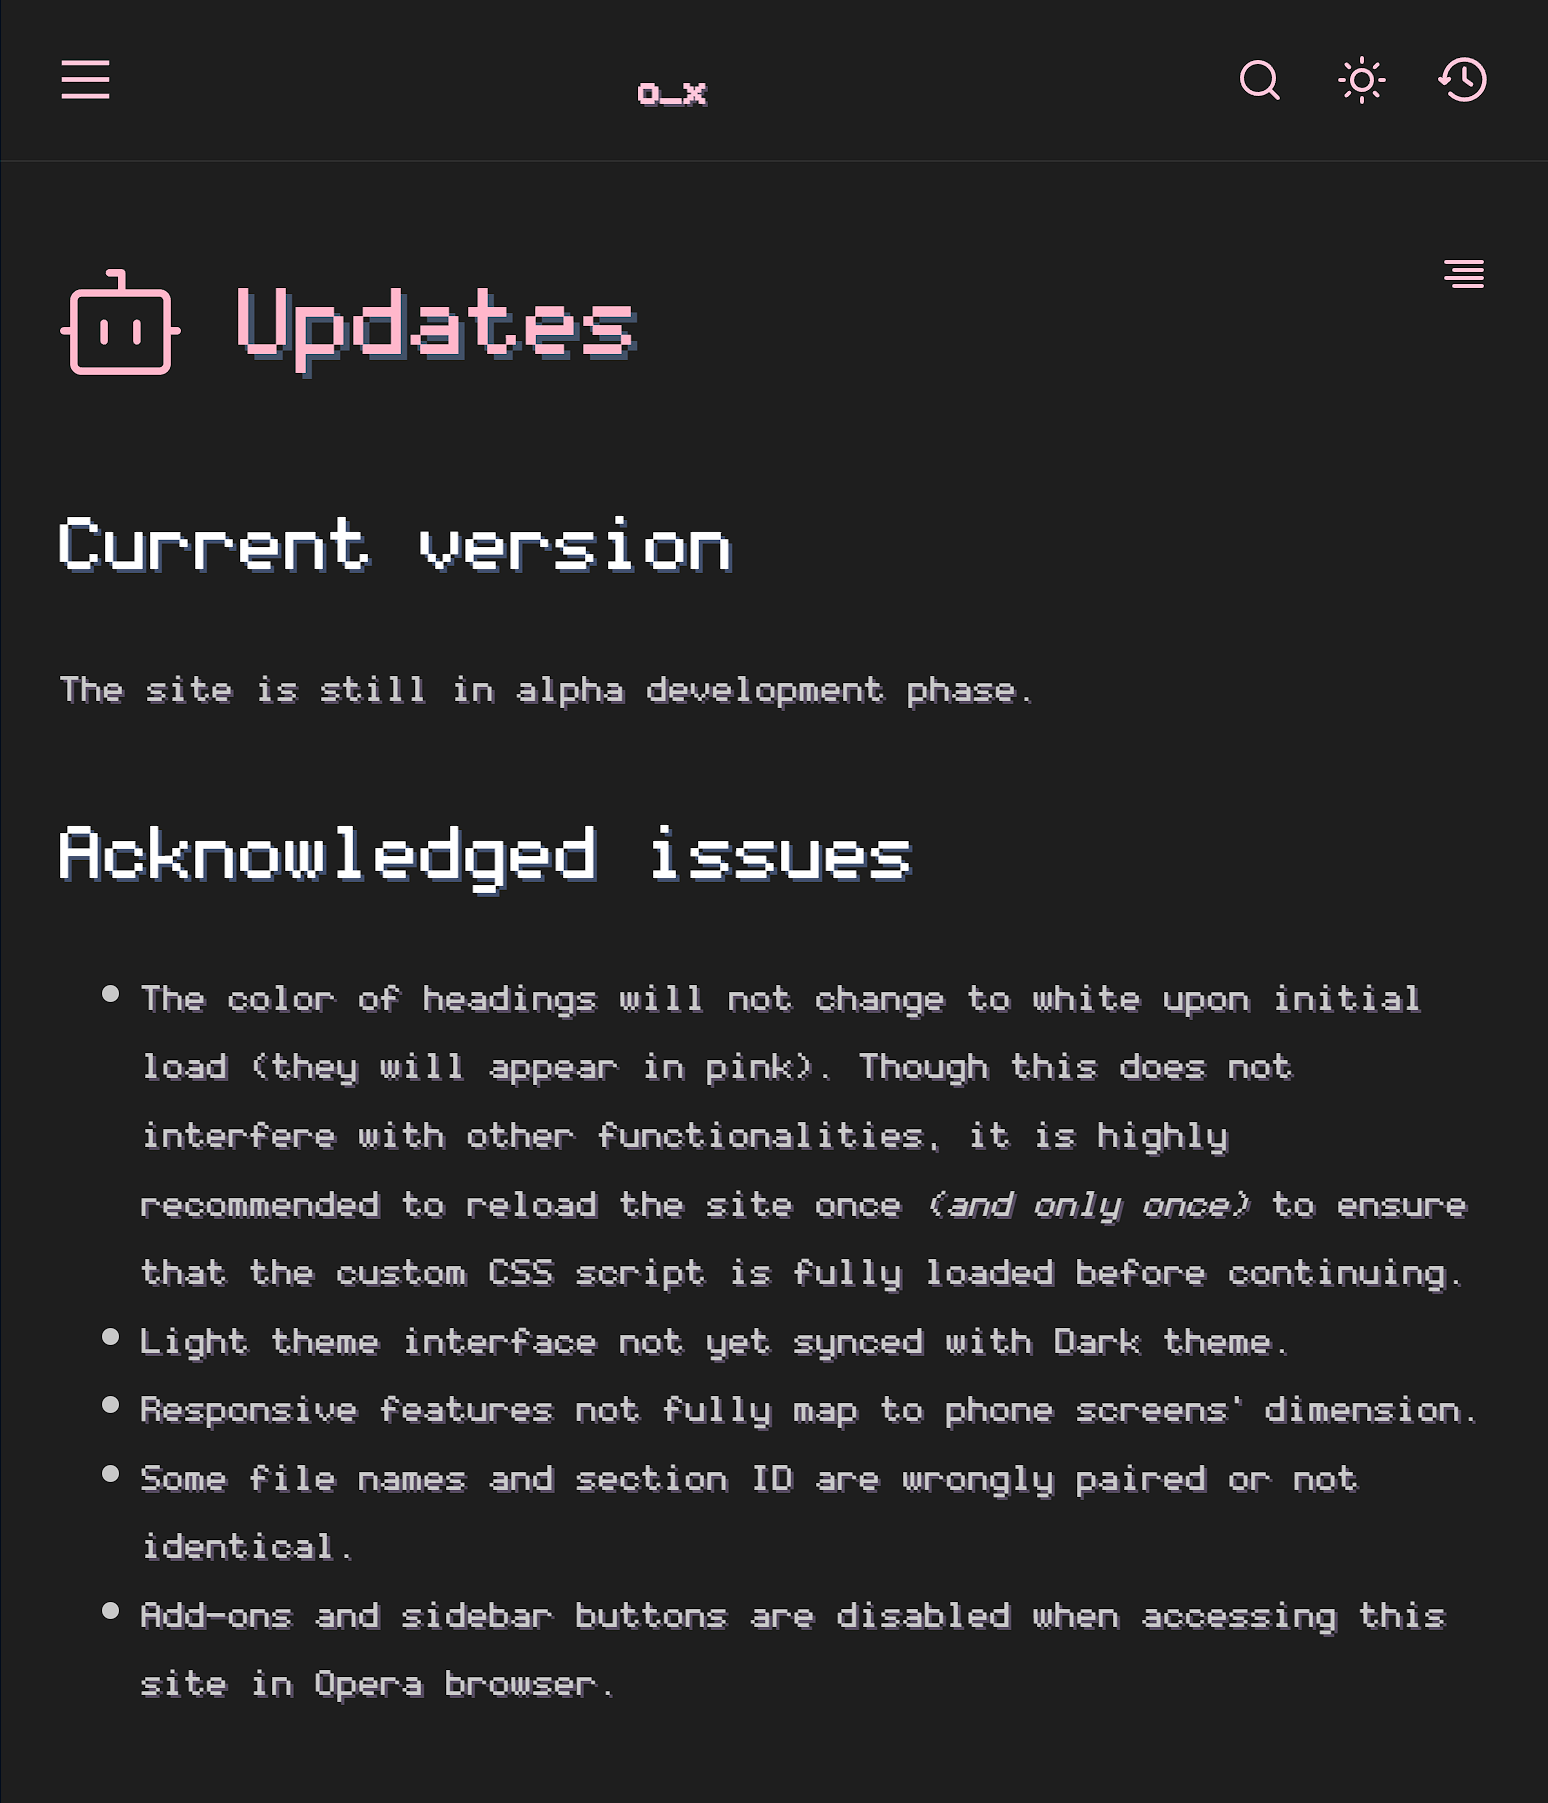 o_x
Updates
Current version
The site is still in alpha development phase.
Acknowledged issues
The color of headings will not change to white upon initial
load (they will appear in pink). Though this does not
interfere with other functionalities, it is highly
recommended to reload the site once (and only once) to ensure
that the custom CSS script is fully loaded before continuing.
Light theme interface not yet synced with Dark theme.
Responsive features not fully map to phone screens' dimension.
Some file names and section ID are wrongly paired or not
identical.
Add-ons and sidebar buttons are disabled when accessing this
site in Opera browser.